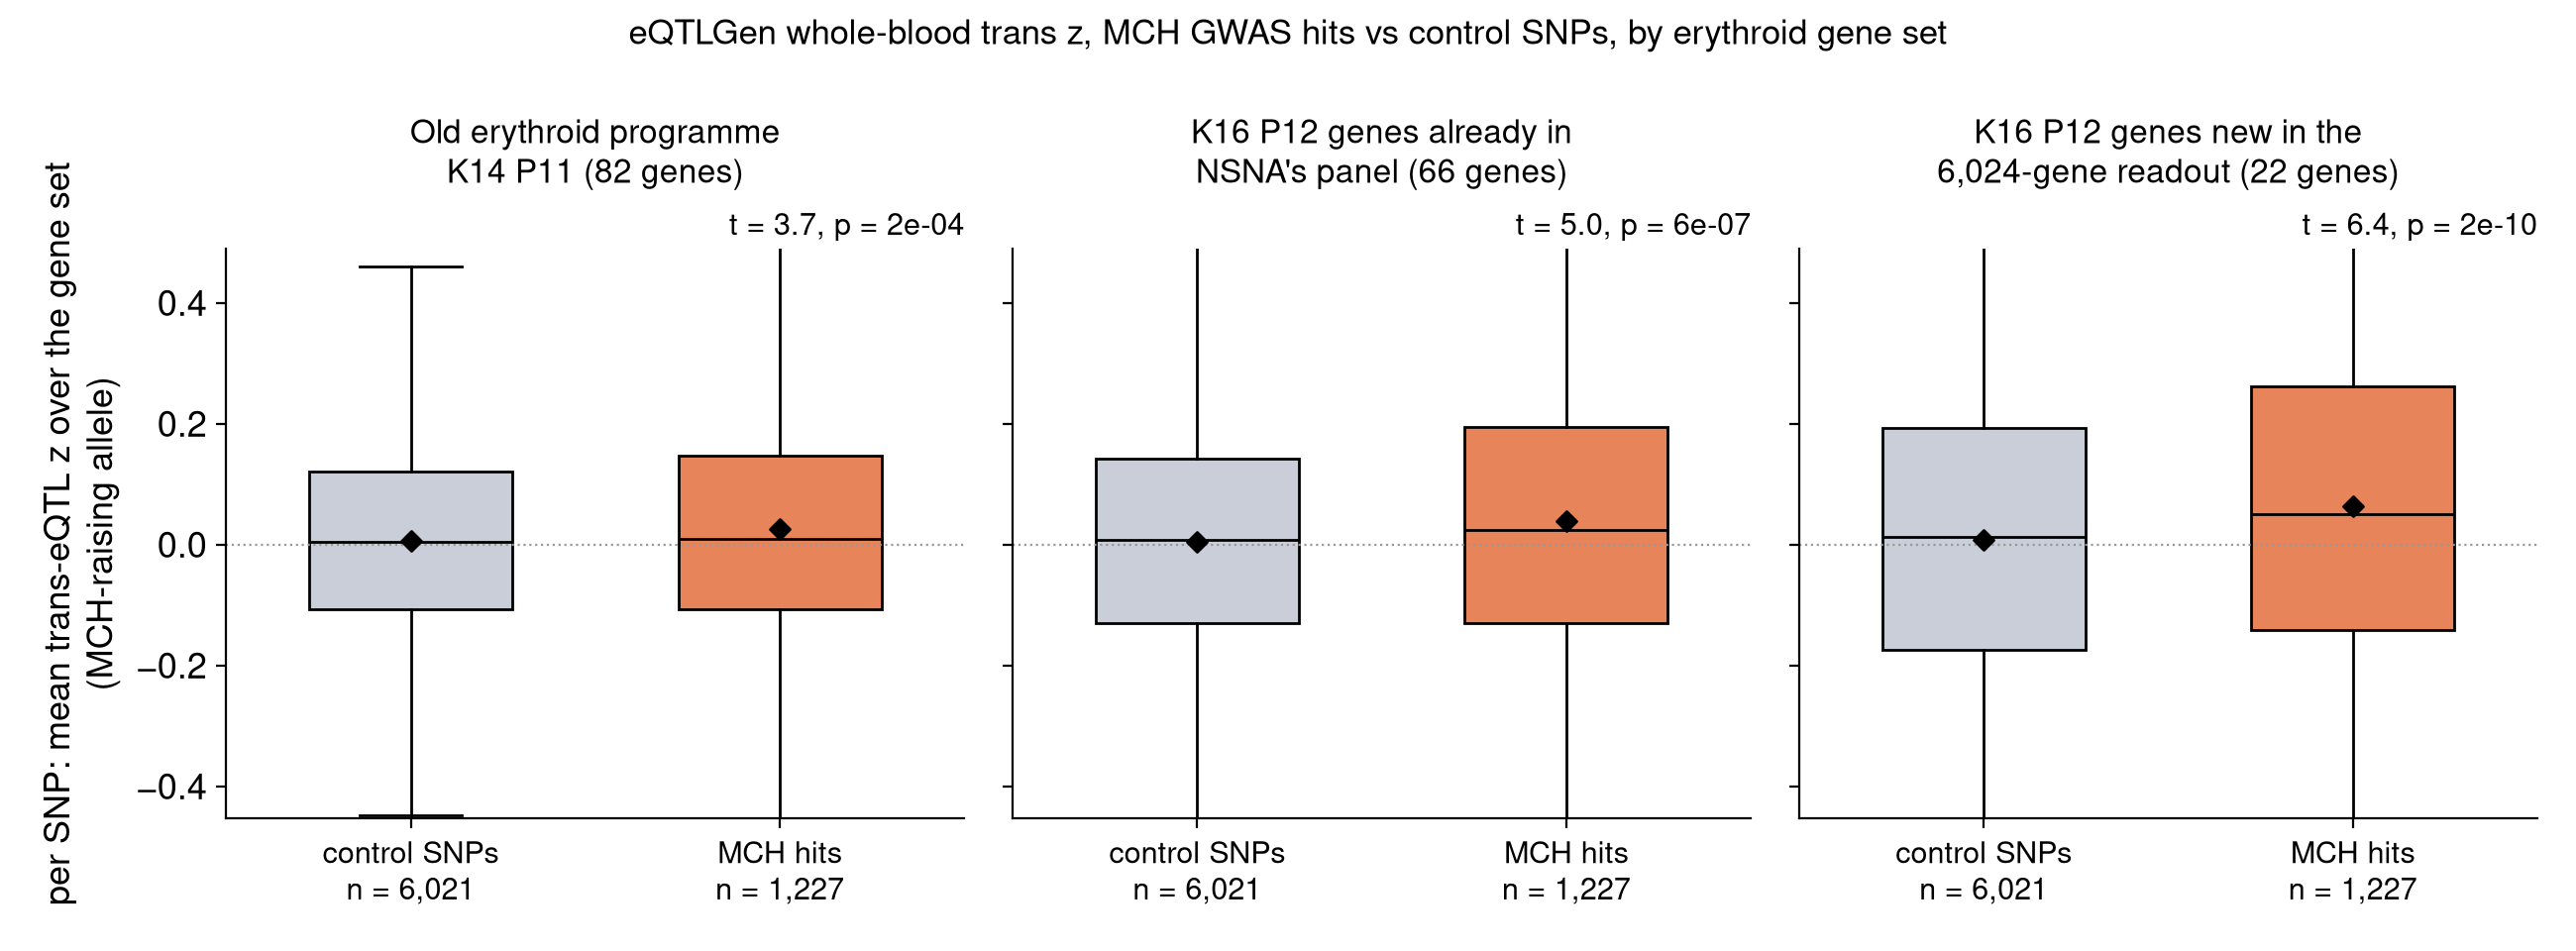 eQTLGen whole-blood trans z, MCH GWAS hits vs control SNPs, by erythroid gene set
per SNP: mean trans-eQTL z over the gene set
(MCH-raising allele)
Old erythroid programme
K14 P11 (82 genes)
t = 3.7, p = 2e-04
0.4
0.2
0.0
−0.2
−0.4
control SNPs
n = 6,021
MCH hits
n = 1,227
K16 P12 genes already in
NSNA's panel (66 genes)
t = 5.0, p = 6e-07
control SNPs
n = 6,021
MCH hits
n = 1,227
K16 P12 genes new in the
6,024-gene readout (22 genes)
t = 6.4, p = 2e-10
control SNPs
n = 6,021
MCH hits
n = 1,227